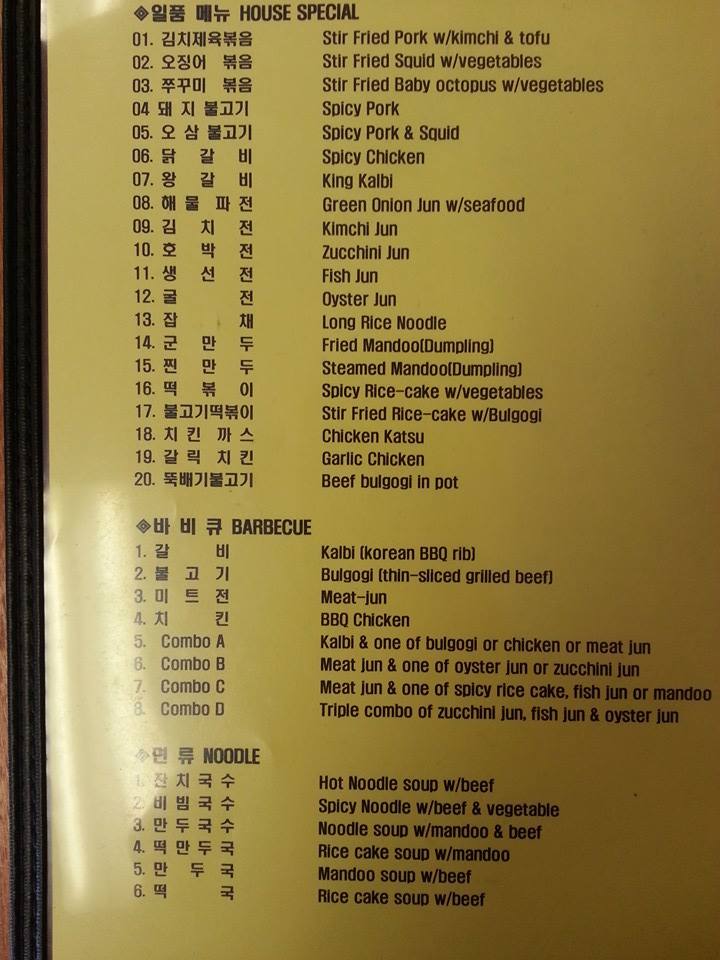 ◈일품 메뉴 HOUSE SPECIAL
01. 김치제육볶음 Stir Fried Pork w/kimchi & tofu
02. 오징어 볶음 Stir Fried Squid w/vegetables
03. 쭈꾸미 볶음 Stir Fried Baby octopus w/vegetables
04 돼지불고기 Spicy Pork
05. 오삼불고기 Spicy Pork & Squid
06. 닭갈비 Spicy Chicken
07. 왕갈비 King Kalbi
08. 해물파전 Green Onion Jun w/seafood
09. 김치전 Kimchi Jun
10. 호박전 Zucchini Jun
11. 생선전 Fish Jun
12. 굴전 Oyster Jun
13. 잡채 Long Rice Noodle
14. 군만두 Fried Mandoo(Dumpling)
15. 찐만두 Steamed Mandoo(Dumpling)
16. 떡볶이 Spicy Rice-cake w/vegetables
17. 불고기떡볶이 Stir Fried Rice-cake w/Bulgogi
18. 치킨 까스 Chicken Katsu
19. 갈릭 치킨 Garlic Chicken
20. 뚝배기불고기 Beef bulgogi in pot
◈바비큐 BARBECUE
1. 갈비 Kalbi (korean BBQ rib)
2. 불고기 Bulgogi (thin-sliced grilled beef)
3. 미트전 Meat-jun
4. 치킨 BBQ Chicken
5. Combo A Kalbi & one of bulgogi or chicken or meat jun
6. Combo B Meat jun & one of oyster jun or zucchini jun
7. Combo C Meat jun & one of spicy rice cake, fish jun or mandoo
8. Combo D Triple combo of zucchini jun, fish jun & oyster jun
◈면류 NOODLE
1. 잔치국수 Hot Noodle soup w/beef
2. 비빔국수 Spicy Noodle w/beef & vegetable
3. 만두국수 Noodle soup w/mandoo & beef
4. 떡만두국 Rice cake soup w/mandoo
5. 만두국 Mandoo soup w/beef
6. 떡국 Rice cake soup w/beef